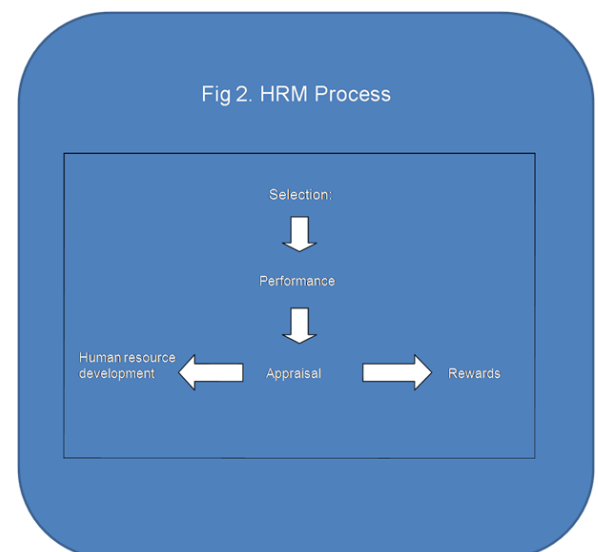 Fig 2. HRM Process
Selection:
Performance
Human resource
development
Appraisal
Rewards